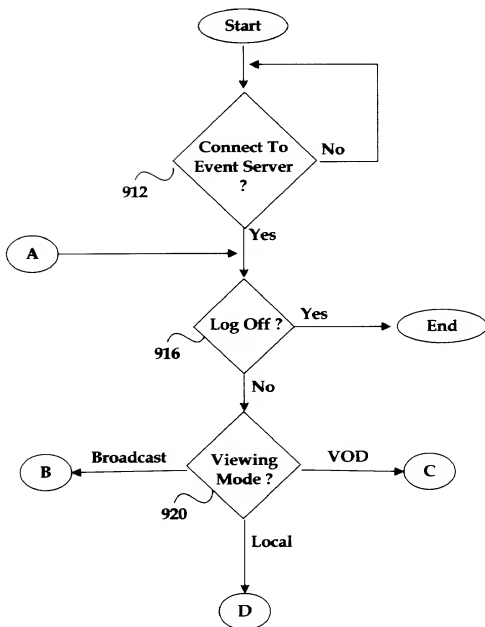 Start
Connect To
Event Server
?
No
912
Yes
A
Log Off ?
Yes
End
916
No
Broadcast
Viewing
Mode ?
VOD
B
C
920
Local
D